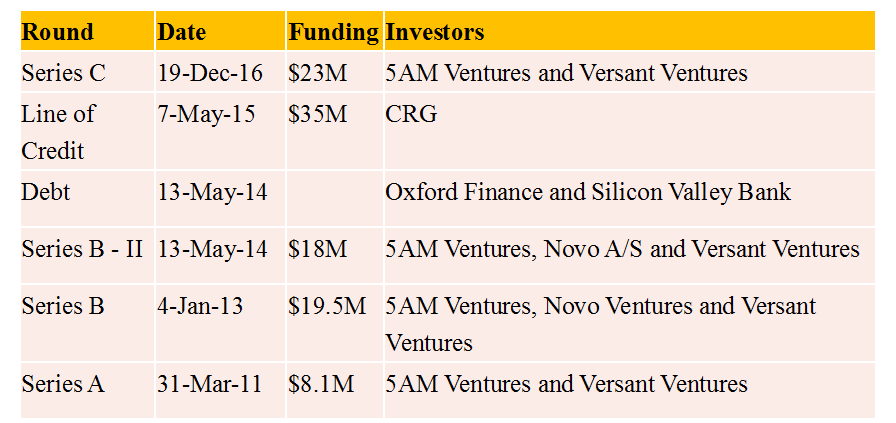 Round Date Funding Investors
Series C 19-Dec-16 $23M 5AM Ventures and Versant Ventures
Line of 7-May-15 $35M CRG
Credit
Debt 13-May-14 Oxford Finance and Silicon Valley Bank
Series B - II 13-May-14 $18M 5AM Ventures, Novo A/S and Versant Ventures
Series B 4-Jan-13 $19.5M 5AM Ventures, Novo Ventures and Versant
Ventures
Series A 31-Mar-11 $8.1M 5AM Ventures and Versant Ventures